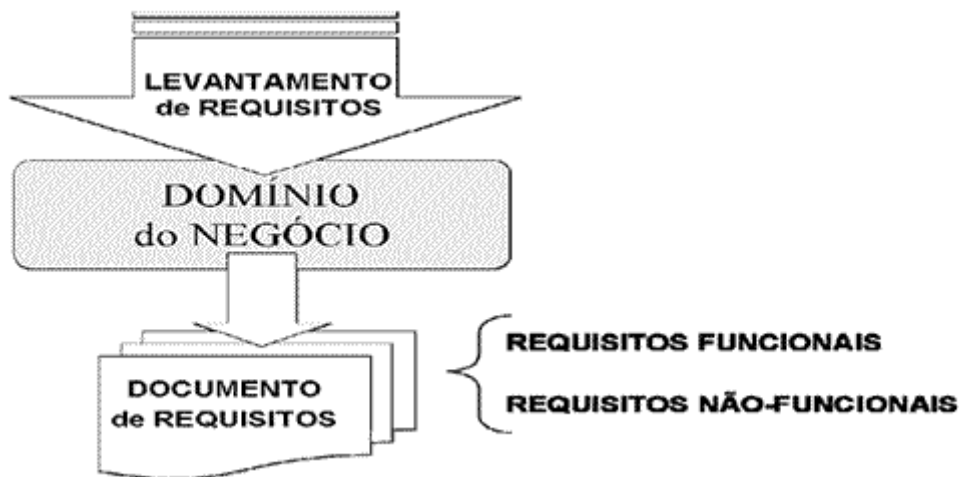 LEVANTAMENTO
de REQUISITOS
DOMÍNIO
do NEGÓCIO
DOCUMENTO
de REQUISITOS
REQUISITOS FUNCIONAIS
REQUISITOS NÃO-FUNCIONAIS